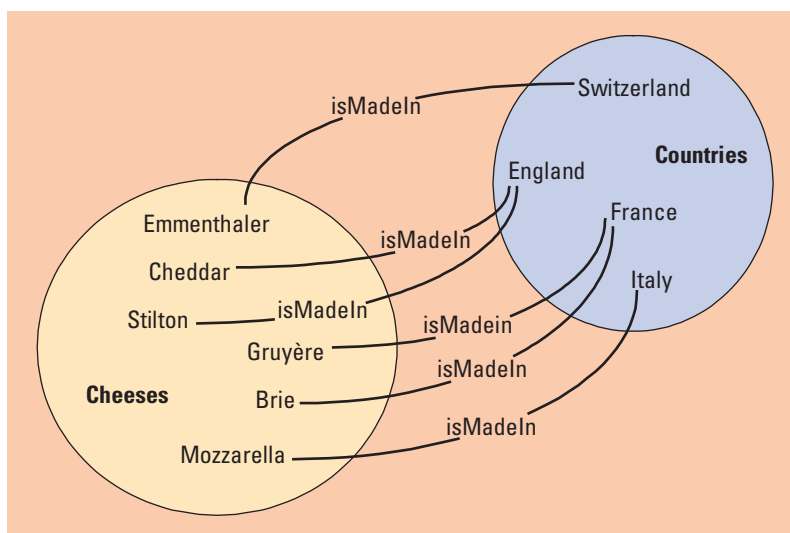 Switzerland
isMadeIn
Countries
England
France
Emmenthaler
isMadeIn
Cheddar
Italy
isMadeIn
Stilton
isMadein
Gruyère
isMadeIn
Cheeses
Brie
isMadeIn
Mozzarella